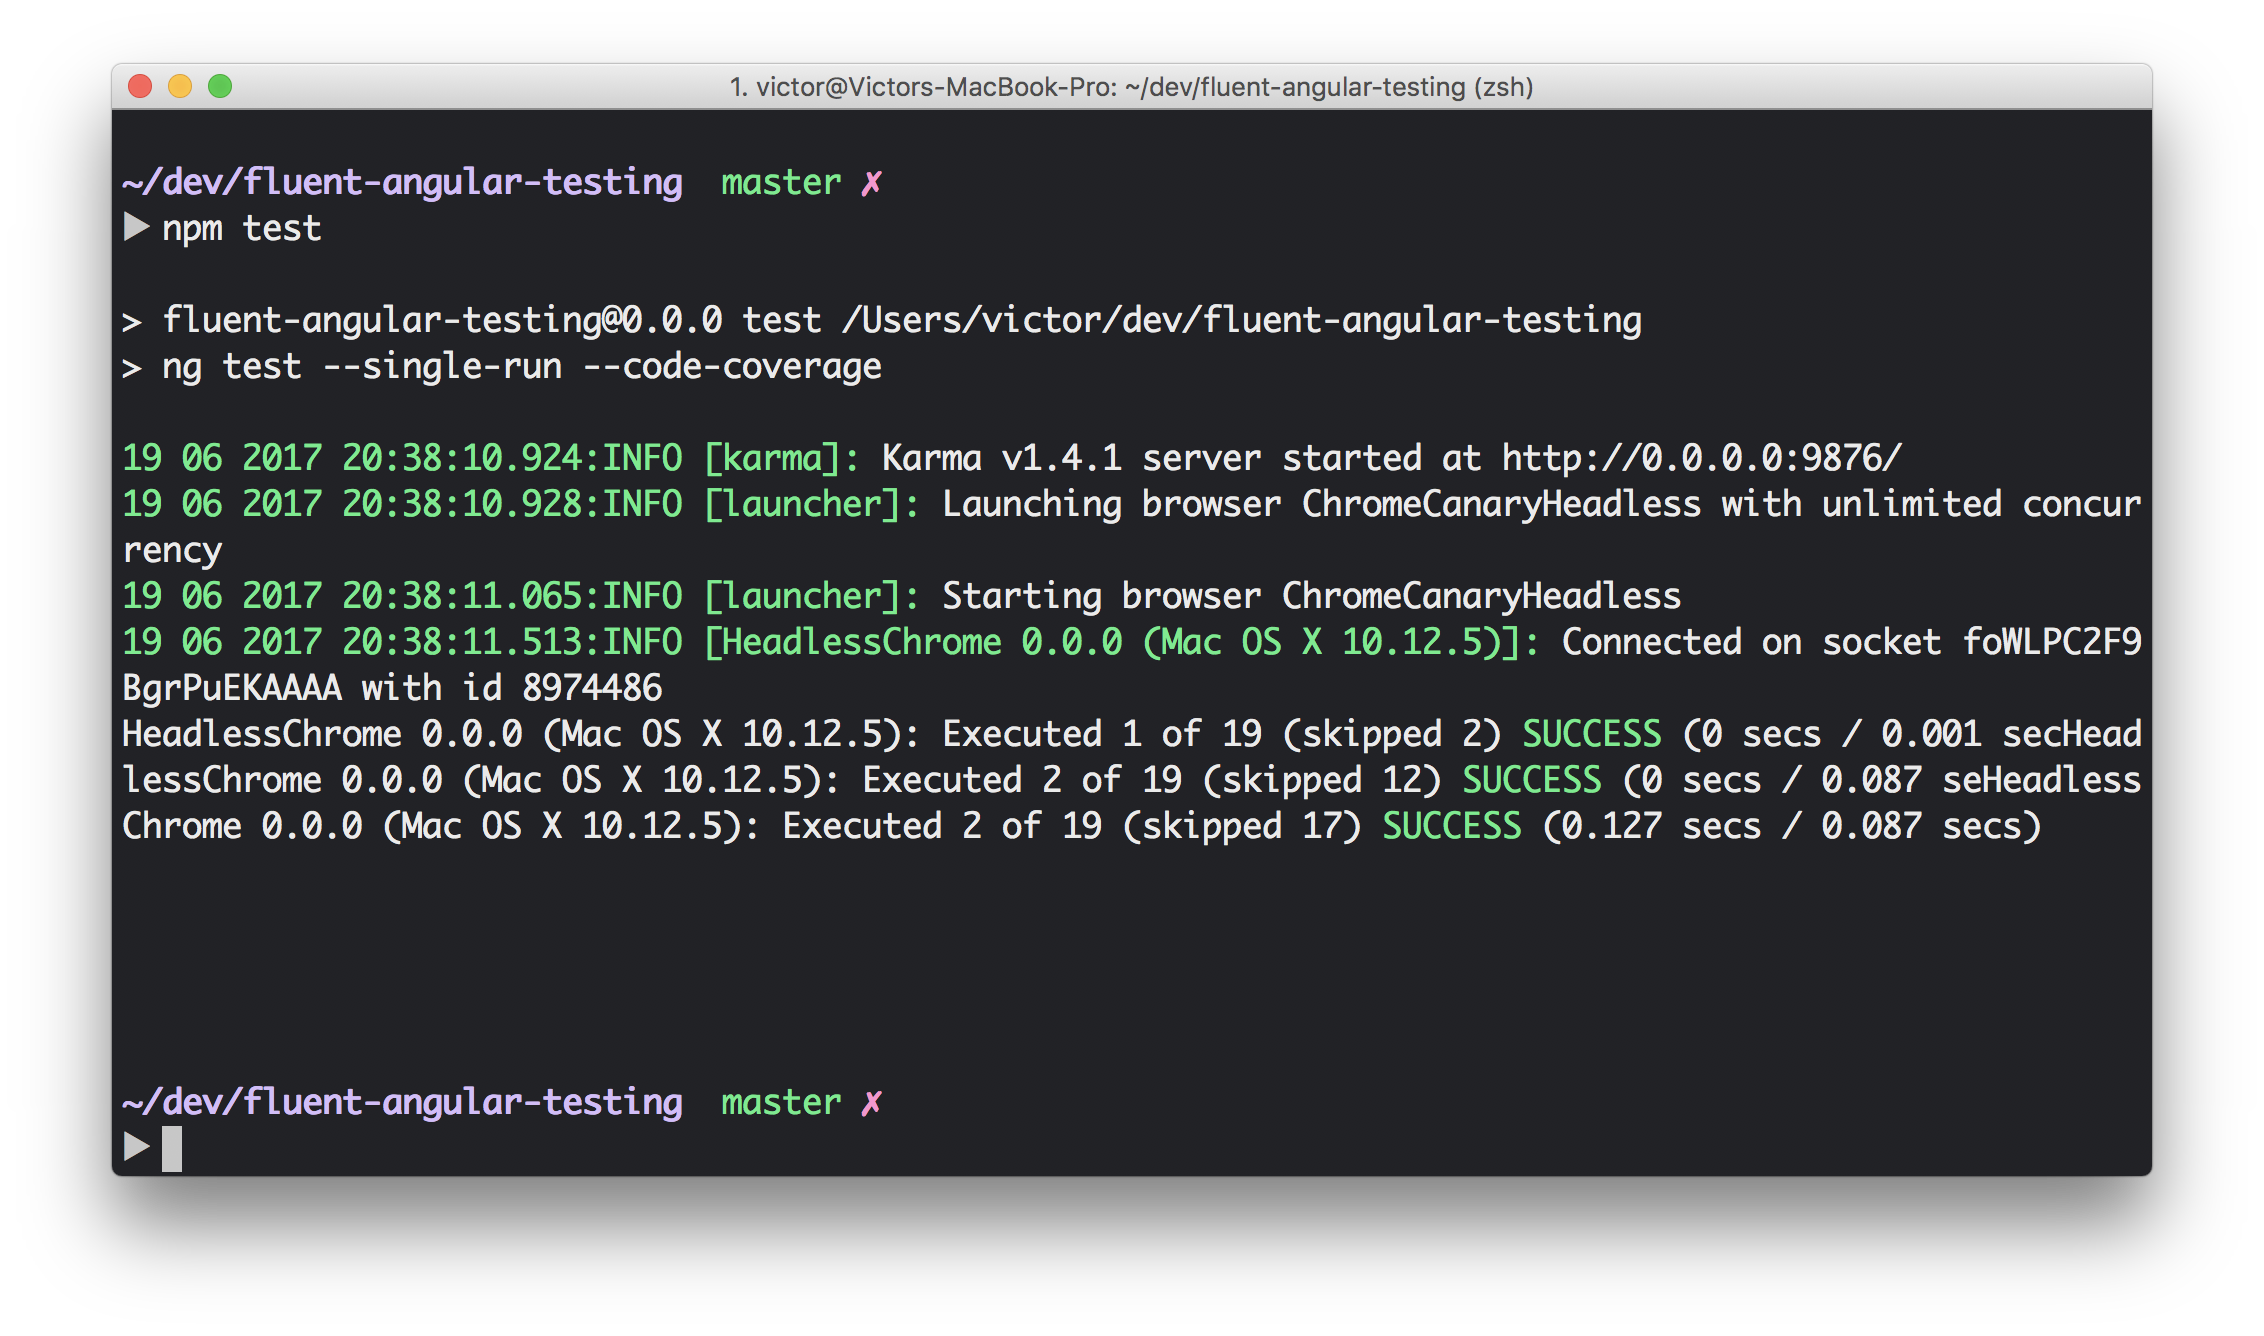 1. victor@Victors-MacBook-Pro: ~/dev/fluent-angular-testing (zsh)
~/dev/fluent-angular-testing  master ✗
▶ npm test
> fluent-angular-testing@0.0.0 test /Users/victor/dev/fluent-angular-testing
> ng test --single-run --code-coverage
19 06 2017 20:38:10.924:INFO [karma]: Karma v1.4.1 server started at http://0.0.0.0:9876/
19 06 2017 20:38:10.928:INFO [launcher]: Launching browser ChromeCanaryHeadless with unlimited concur
rency
19 06 2017 20:38:11.065:INFO [launcher]: Starting browser ChromeCanaryHeadless
19 06 2017 20:38:11.513:INFO [HeadlessChrome 0.0.0 (Mac OS X 10.12.5)]: Connected on socket foWLPC2F9
BgrPuEKAAAA with id 8974486
HeadlessChrome 0.0.0 (Mac OS X 10.12.5): Executed 1 of 19 (skipped 2) SUCCESS (0 secs / 0.001 secHead
lessChrome 0.0.0 (Mac OS X 10.12.5): Executed 2 of 19 (skipped 12) SUCCESS (0 secs / 0.087 seHeadless
Chrome 0.0.0 (Mac OS X 10.12.5): Executed 2 of 19 (skipped 17) SUCCESS (0.127 secs / 0.087 secs)
~/dev/fluent-angular-testing  master ✗
▶